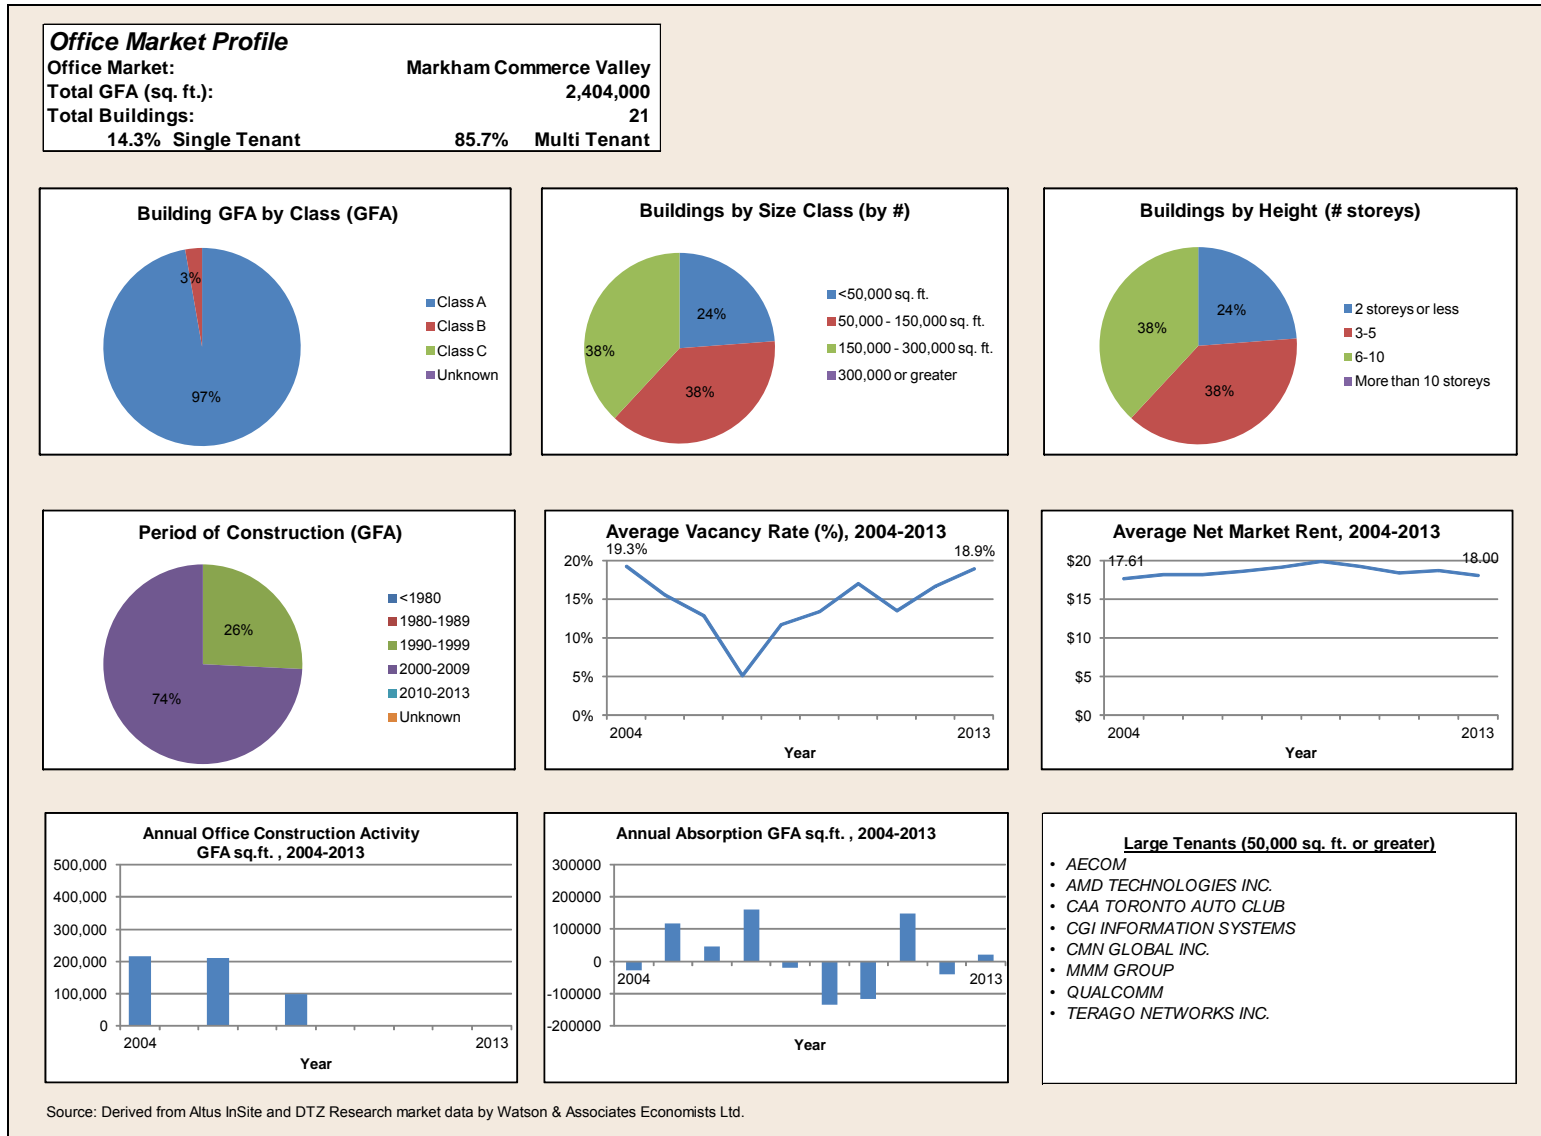 Office Market Profile
Office Market: Markham Commerce Valley
Total GFA (sq. ft.): 2,404,000
Total Buildings: 21
14.3% Single Tenant 85.7% Multi Tenant
Building GFA by Class (GFA)
3%
97%
Class A
Class B
Class C
Unknown
Buildings by Size Class (by #)
24%
38%
38%
<50,000 sq. ft.
50,000 - 150,000 sq. ft.
150,000 - 300,000 sq. ft.
300,000 or greater
Buildings by Height (# storeys)
24%
38%
38%
2 storeys or less
3-5
6-10
More than 10 storeys
Period of Construction (GFA)
26%
74%
<1980
1980-1989
1990-1999
2000-2009
2010-2013
Unknown
Average Vacancy Rate (%), 2004-2013
19.3%
18.9%
20%
15%
10%
5%
0%
2004 2013
Year
Average Net Market Rent, 2004-2013
17.61
18.00
$20
$15
$10
$5
$0
2004 2013
Year
Annual Office Construction Activity
GFA sq.ft. , 2004-2013
500,000
400,000
300,000
200,000
100,000
0
2004 2013
Year
Annual Absorption GFA sq.ft. , 2004-2013
300000
200000
100000
0
-100000
-200000
2004 2013
Year
Large Tenants (50,000 sq. ft. or greater)
• AECOM
• AMD TECHNOLOGIES INC.
• CAA TORONTO AUTO CLUB
• CGI INFORMATION SYSTEMS
• CMN GLOBAL INC.
• MMM GROUP
• QUALCOMM
• TERAGO NETWORKS INC.
Source: Derived from Altus InSite and DTZ Research market data by Watson & Associates Economists Ltd.